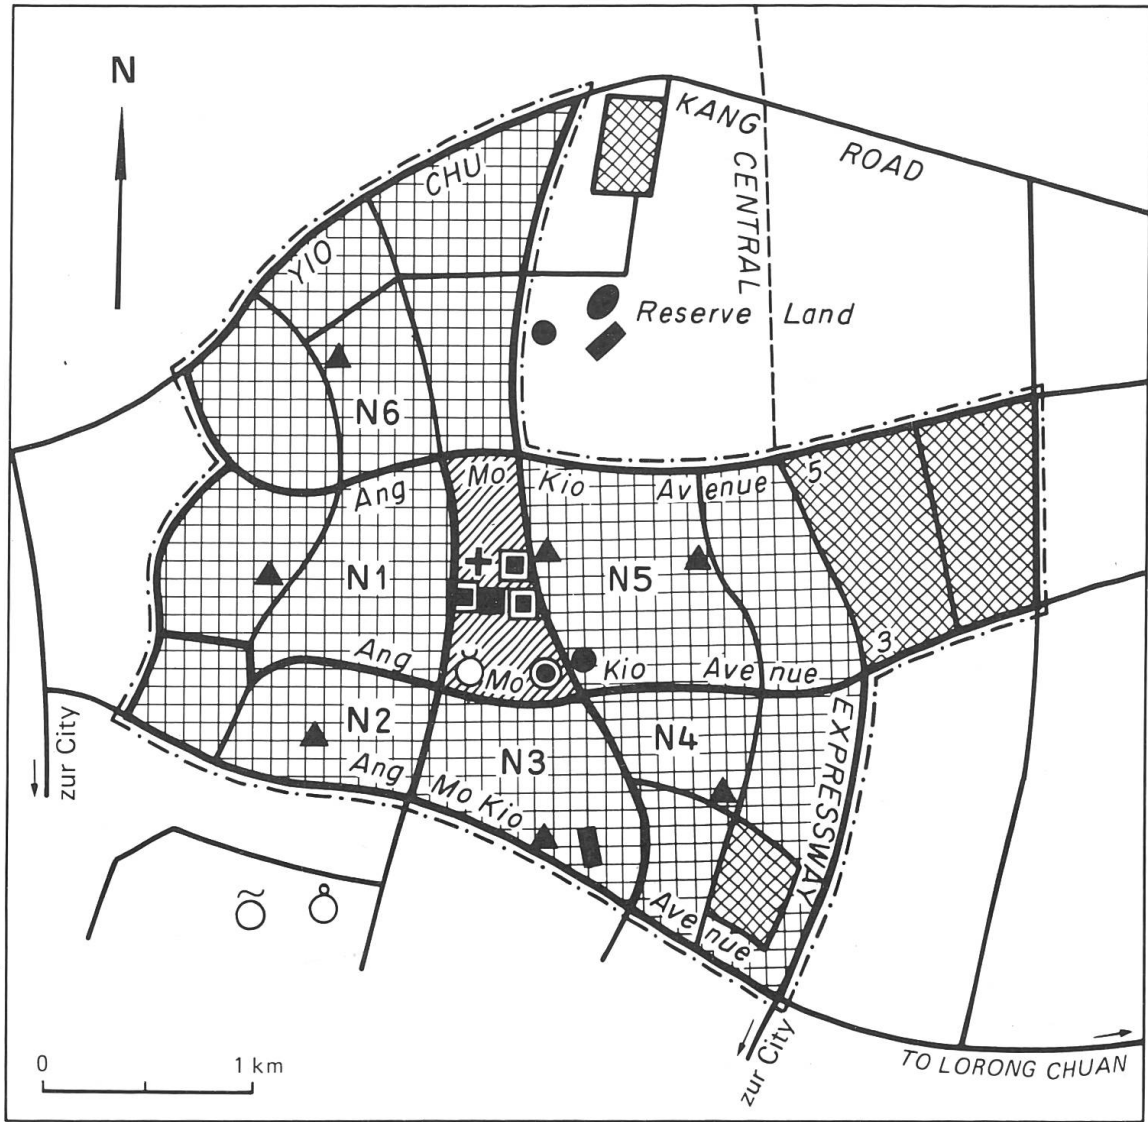 N
KANG
ROAD
CHU
CENTRAL
YIO
Reserve Land
N6
Mo Kio
Avenue
5
Ang
N1
N5
3
Ang
Mo
Kio
Avenue
N2
N4
EXPRESSWAY
zur City
Ang
N3
Mo Kio
Avenue
0 1 km
zur City
TO LORONG CHUAN